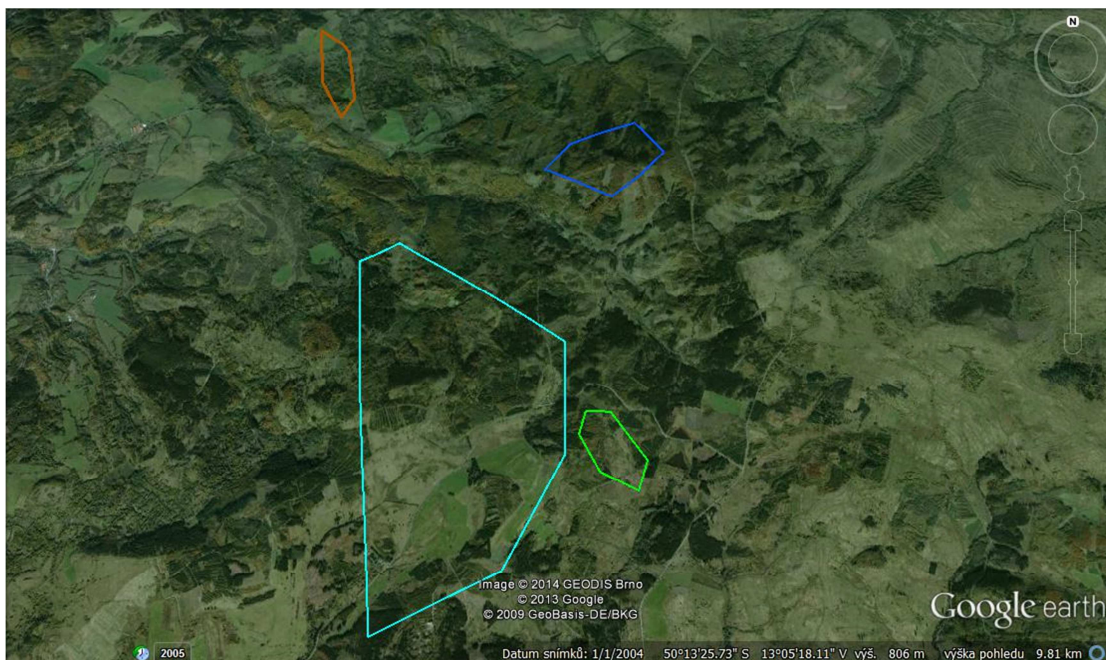 N
Image © 2014 GEODIS Brno
© 2013 Google
© 2009 GeoBasis-DE/BKG
Google earth
2005
Datum snímků: 1/1/2004 50°13'25.73" S 13°05'18.11" V výš. 806 m výška pohledu 9.81 km